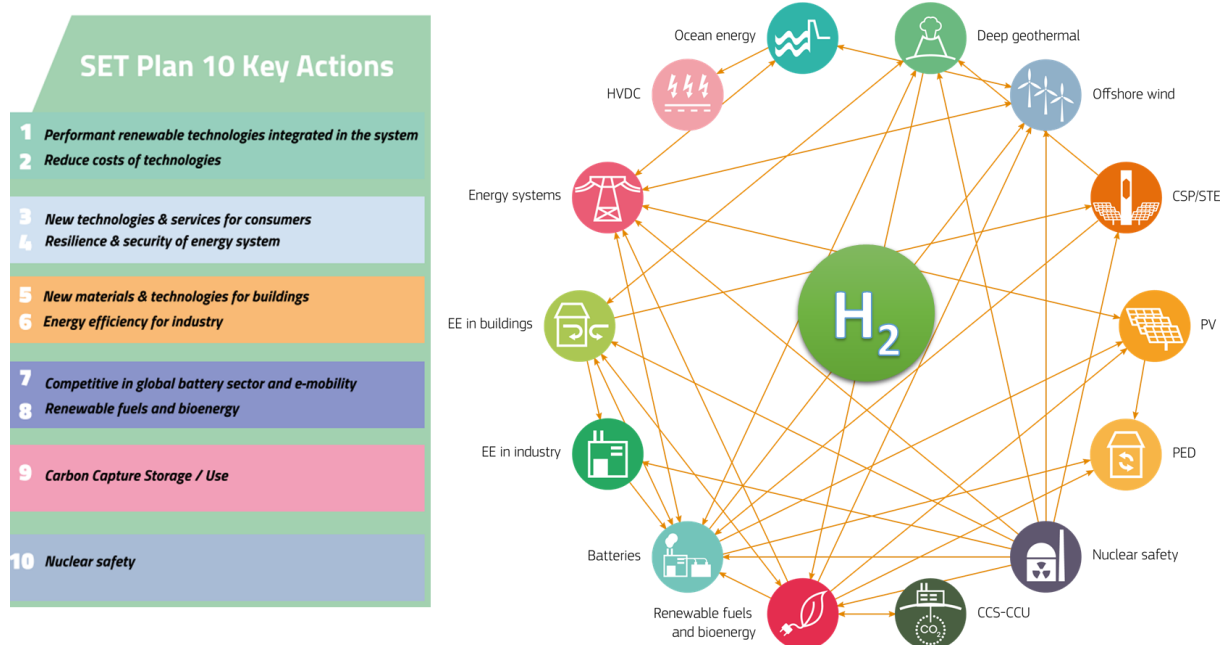 SET Plan 10 Key Actions
1 Performant renewable technologies integrated in the system
2 Reduce costs of technologies
3 New technologies & services for consumers
4 Resilience & security of energy system
5 New materials & technologies for buildings
6 Energy efficiency for industry
7 Competitive in global battery sector and e-mobility
8 Renewable fuels and bioenergy
9 Carbon Capture Storage / Use
10 Nuclear safety
Ocean energy
Deep geothermal
HVDC
Offshore wind
Energy systems
CSP/STE
H2
EE in buildings
PV
EE in industry
PED
Batteries
Nuclear safety
Renewable fuels
and bioenergy
CCS-CCU
CO2